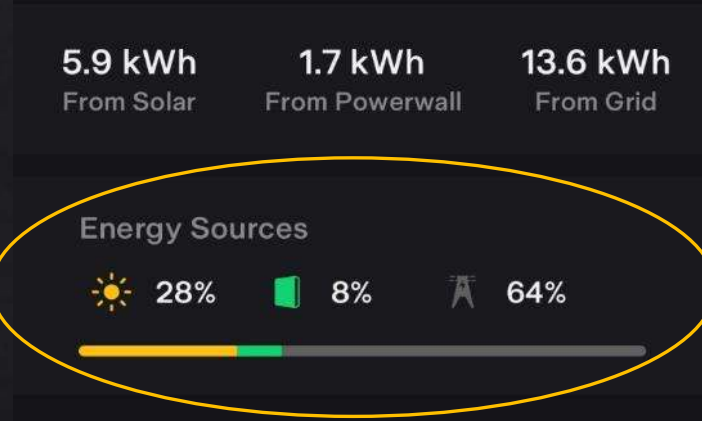 5.9 kWh 1.7 kWh 13.6 kWh
From Solar From Powerwall From Grid
Energy Sources
28% 8% 64%